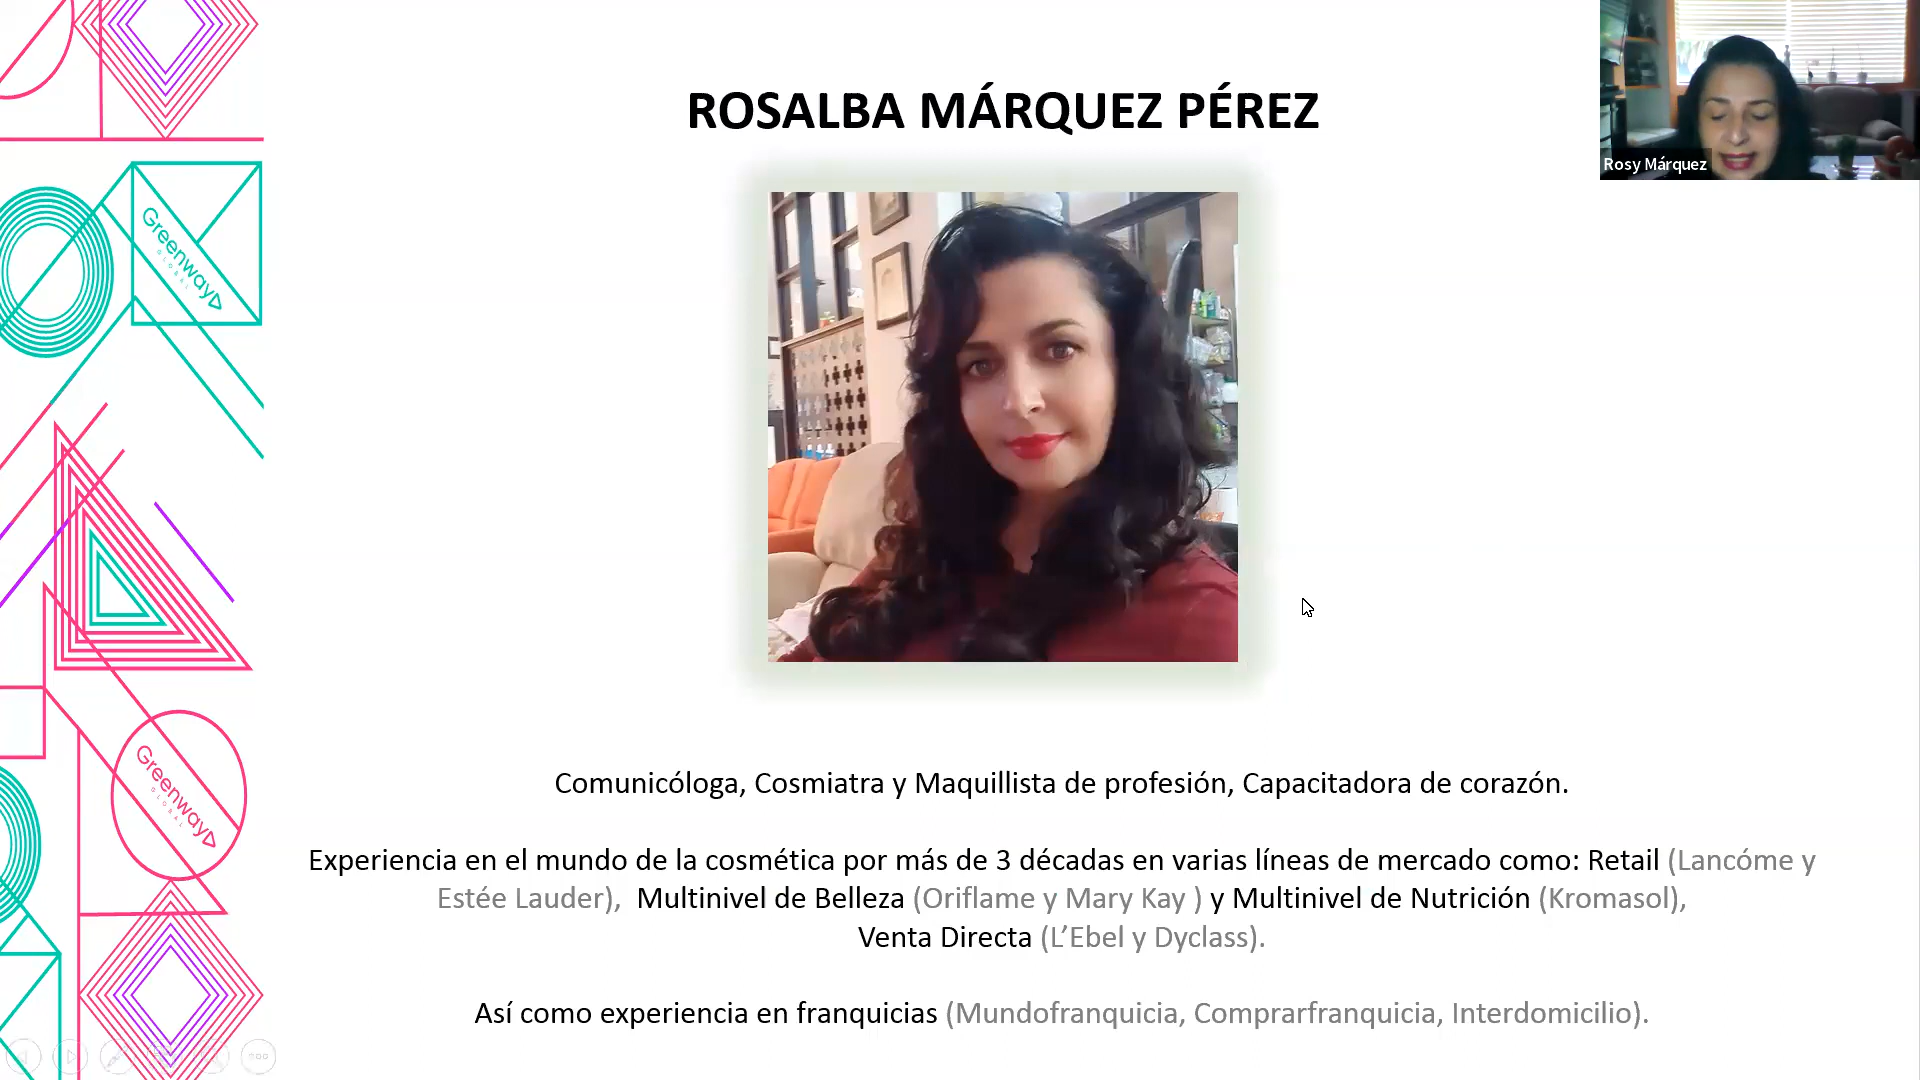 ROSALBA MÁRQUEZ PÉREZ
Rosy Márquez
Greenway
GLOBAL
Greenway
GLOBAL
Comunicóloga, Cosmiatra y Maquillista de profesión, Capacitadora de corazón.
Experiencia en el mundo de la cosmética por más de 3 décadas en varias líneas de mercado como: Retail (Lancóme y
Estée Lauder), Multinivel de Belleza (Oriflame y Mary Kay ) y Multinivel de Nutrición (Kromasol),
Venta Directa (L’Ebel y Dyclass).
Así como experiencia en franquicias (Mundofranquicia, Comprarfranquicia, Interdomicilio).